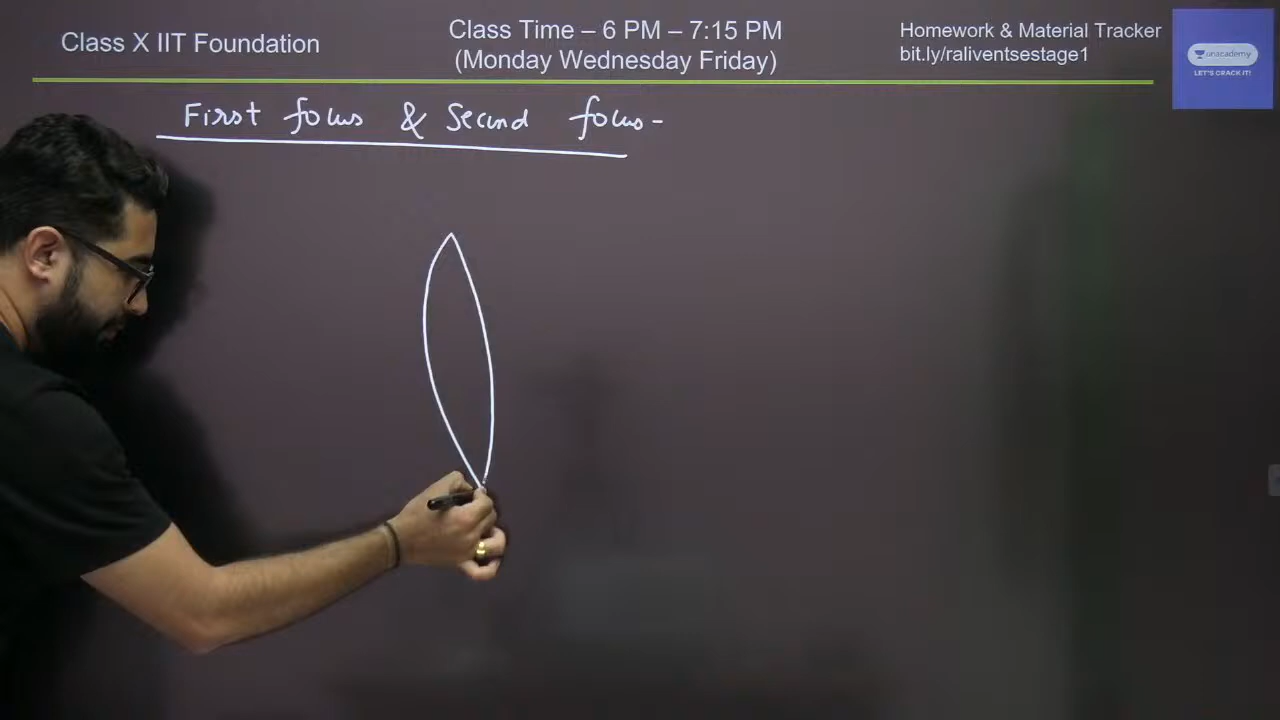 Class X IIT Foundation
Class Time – 6 PM – 7:15 PM
(Monday Wednesday Friday)
Homework & Material Tracker
bit.ly/raliventsestage1
unacademy
LET'S CRACK IT!
First focus & Second focus -